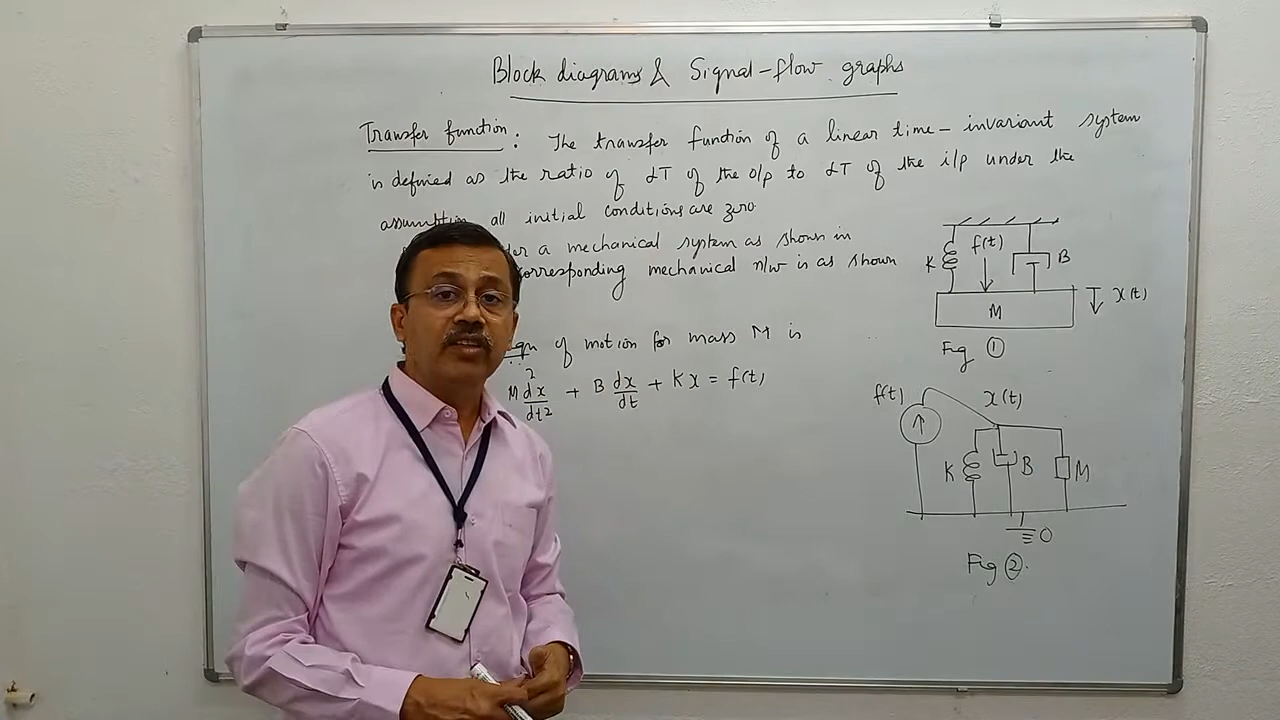 Block diagrams & Signal-flow graphs
Transfer function: The transfer function of a linear time-invariant system
is defined as the ratio of LT of the o/p to LT of the i/p under the
assumption all initial conditions are zero.
a mechanical system as shown in
corresponding mechanical n/w is as shown
of motion for mass M is
M d²x/dt² + B dx/dt + Kx = f(t)
K f(t) B
M x(t)
Fig ①
f(t) x(t)
K B M
0
Fig ②.